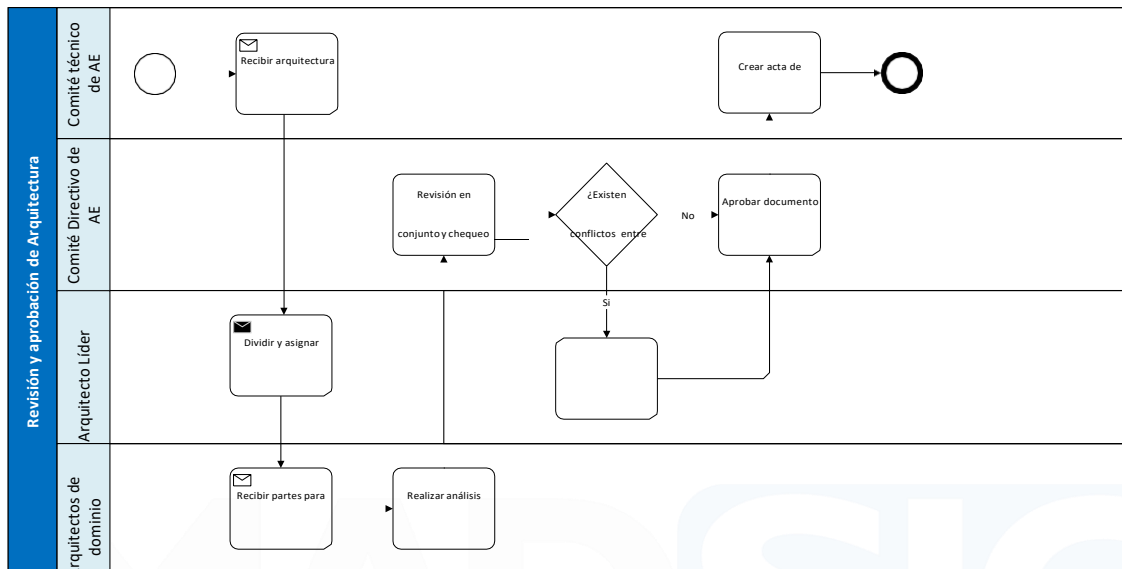 Revisión y aprobación de Arquitectura
Comité técnico
de AE
Recibir arquitectura
Crear acta de
Comité Directivo de
AE
Revisión en
conjunto y chequeo
¿Existen
conflictos entre
No
Aprobar documento
Si
Arquitecto Líder
Dividir y asignar
rquitectos de
dominio
Recibir partes para
Realizar análisis